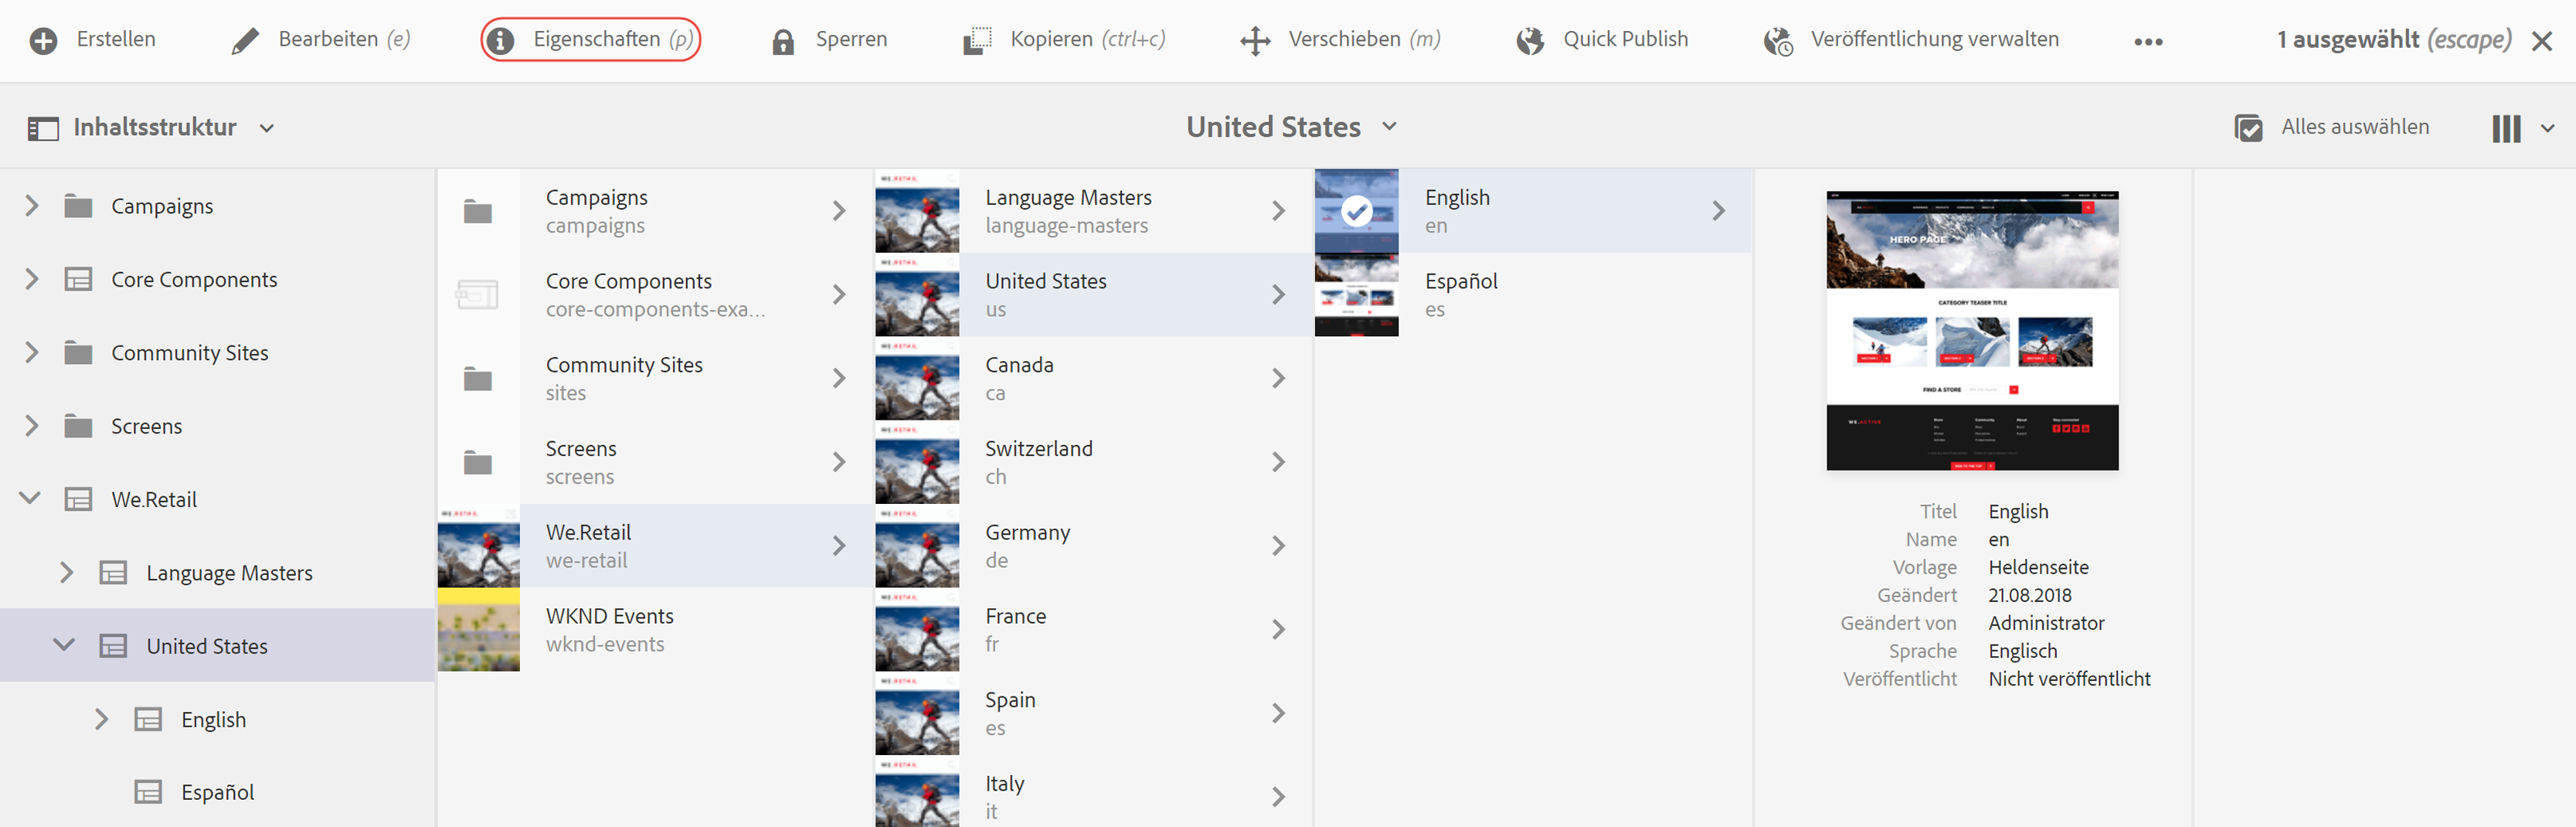 Erstellen
Bearbeiten (e)
Eigenschaften (p)
Sperren
Kopieren (ctrl+c)
Verschieben (m)
Quick Publish
Veröffentlichung verwalten
1 ausgewählt (escape)
Inhaltsstruktur
United States
Alles auswählen
Campaigns
Core Components
Community Sites
Screens
We.Retail
Language Masters
United States
English
Español
Campaigns
campaigns
Core Components
core-components-exa...
Community Sites
sites
Screens
screens
We.Retail
we-retail
WKND Events
wknd-events
Language Masters
language-masters
United States
us
Canada
ca
Switzerland
ch
Germany
de
France
fr
Spain
es
Italy
it
English
en
Español
es
HERO PAGE
CATEGORY TEASER TITLE
FIND A STORE
Titel English
Name en
Vorlage Heldenseite
Geändert 21.08.2018
Geändert von Administrator
Sprache Englisch
Veröffentlicht Nicht veröffentlicht